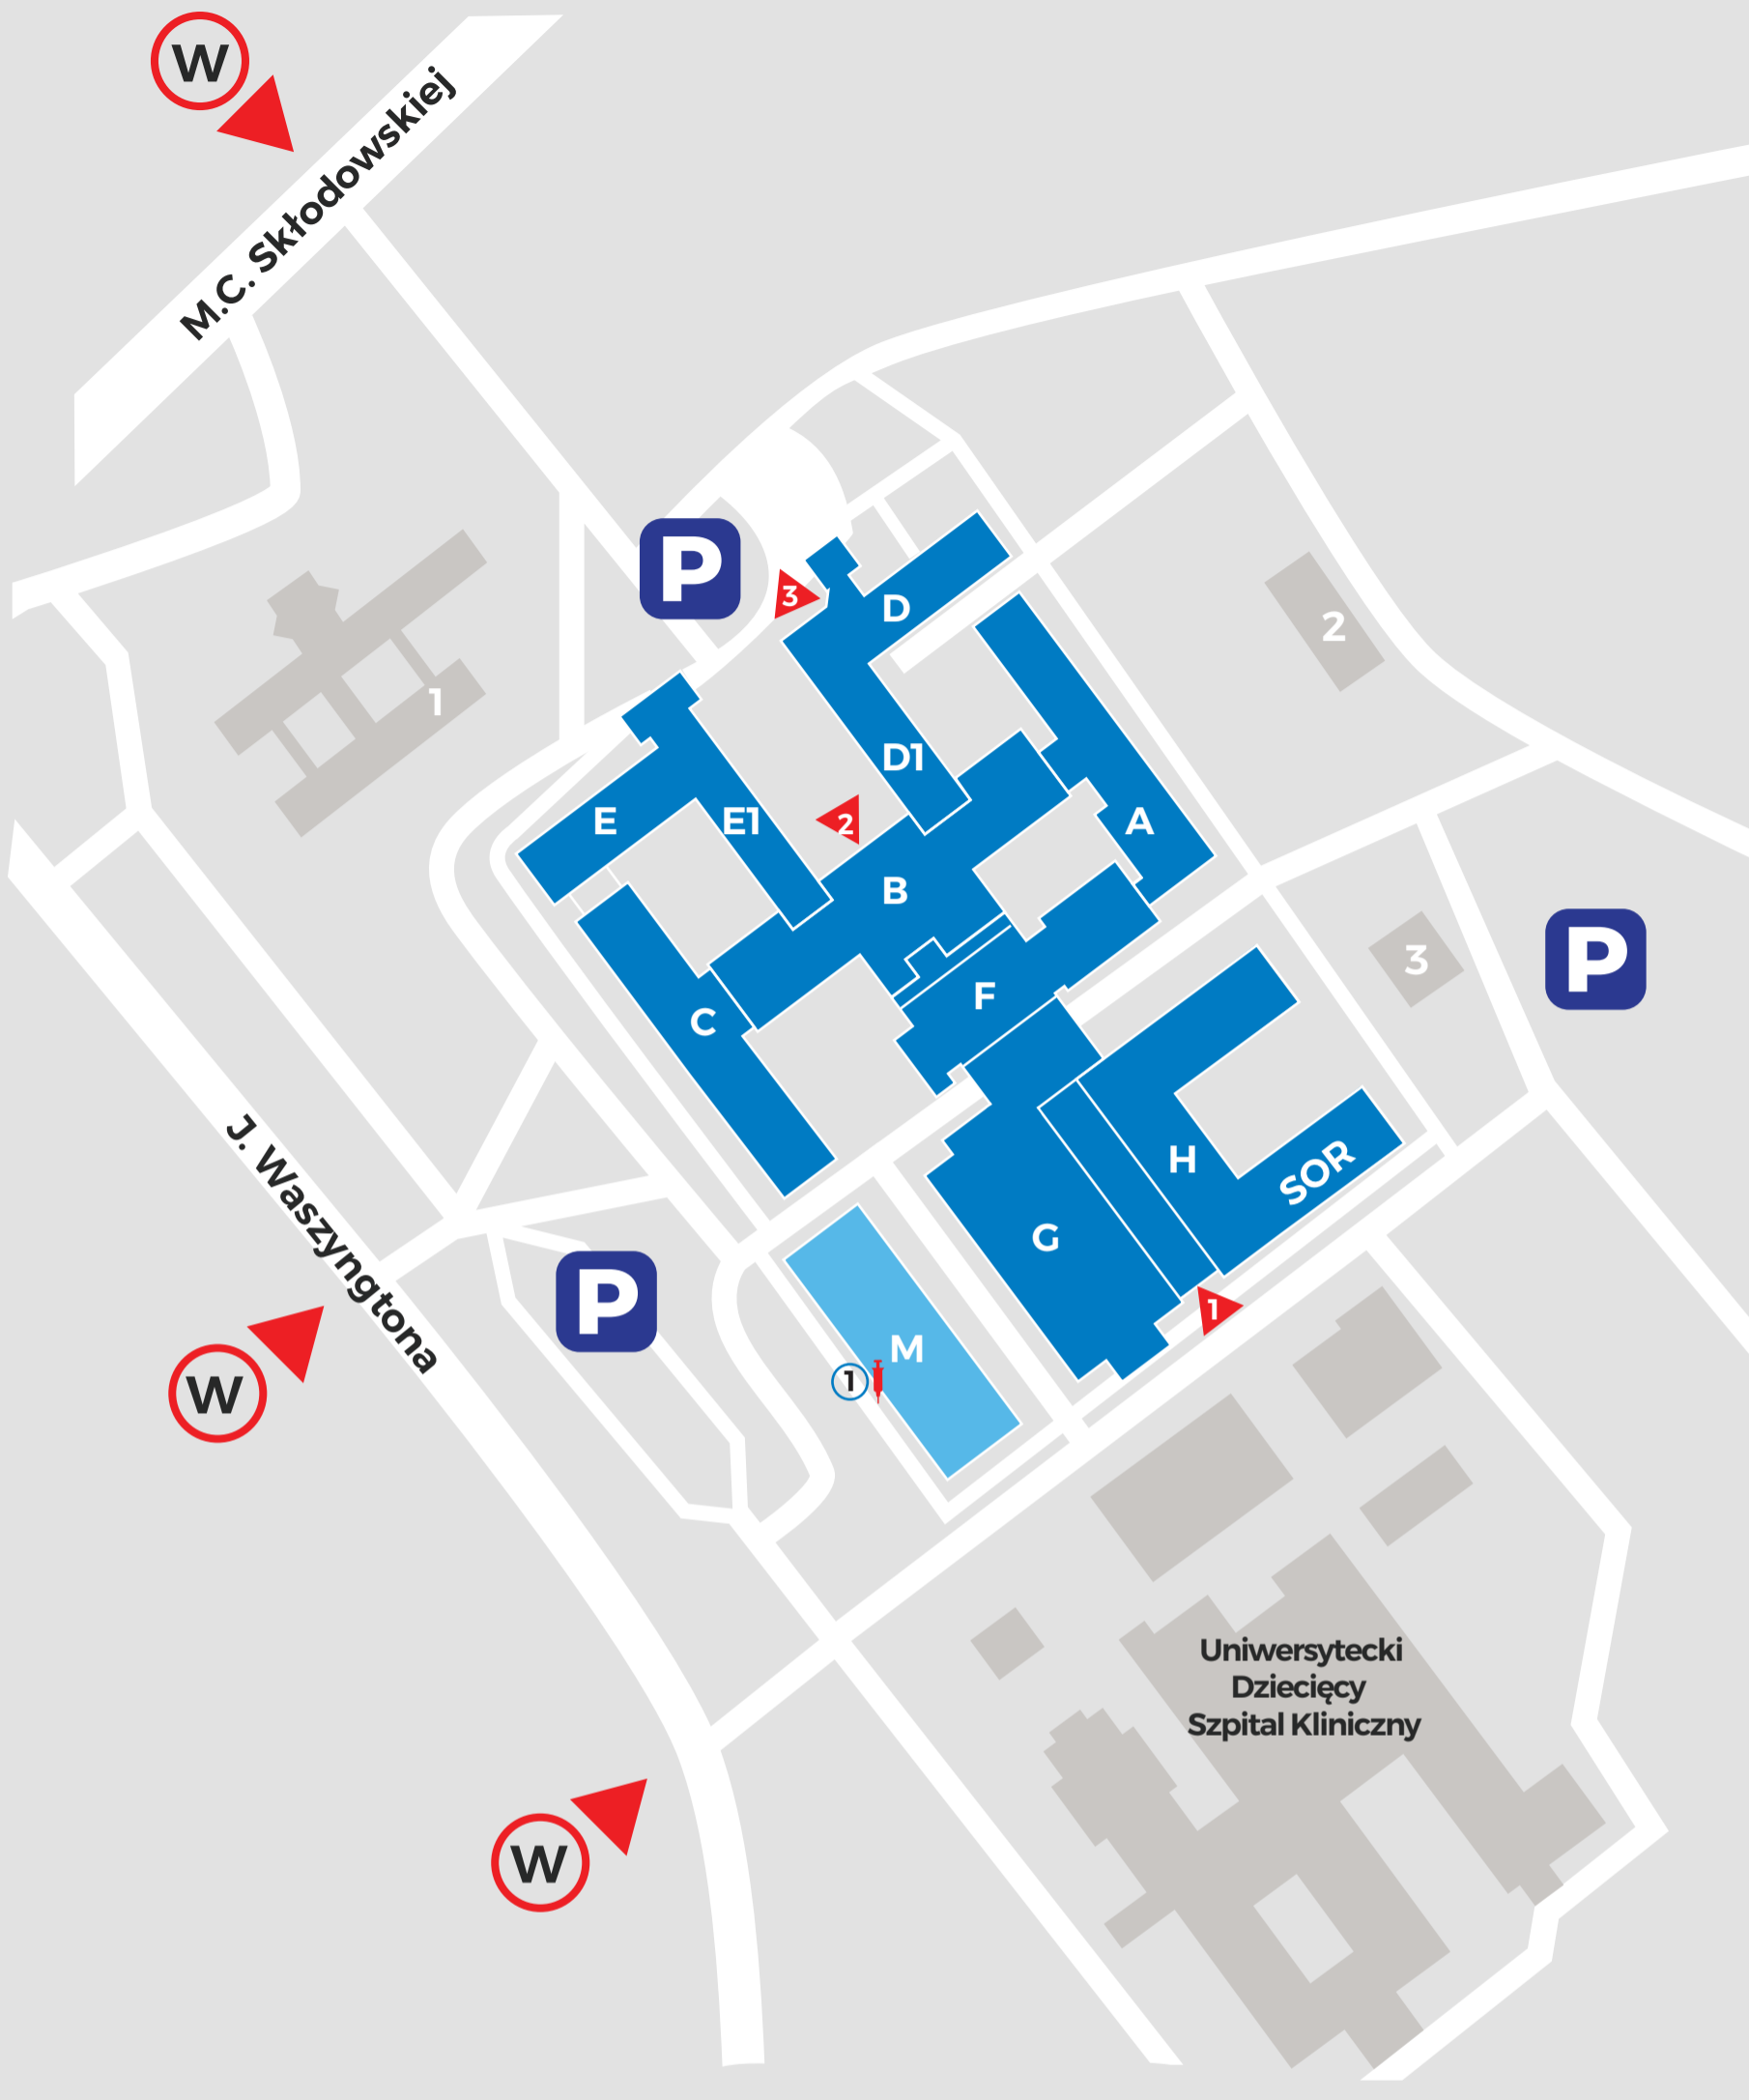 W
M.C. Skłodowskiej
P
3
D
2
1
D1
E
E1
2
A
B
3
P
F
C
H
SOR
J. Waszyngtona
G
P
1
M
1
W
Uniwersytecki
Dziecięcy
Szpital Kliniczny
W